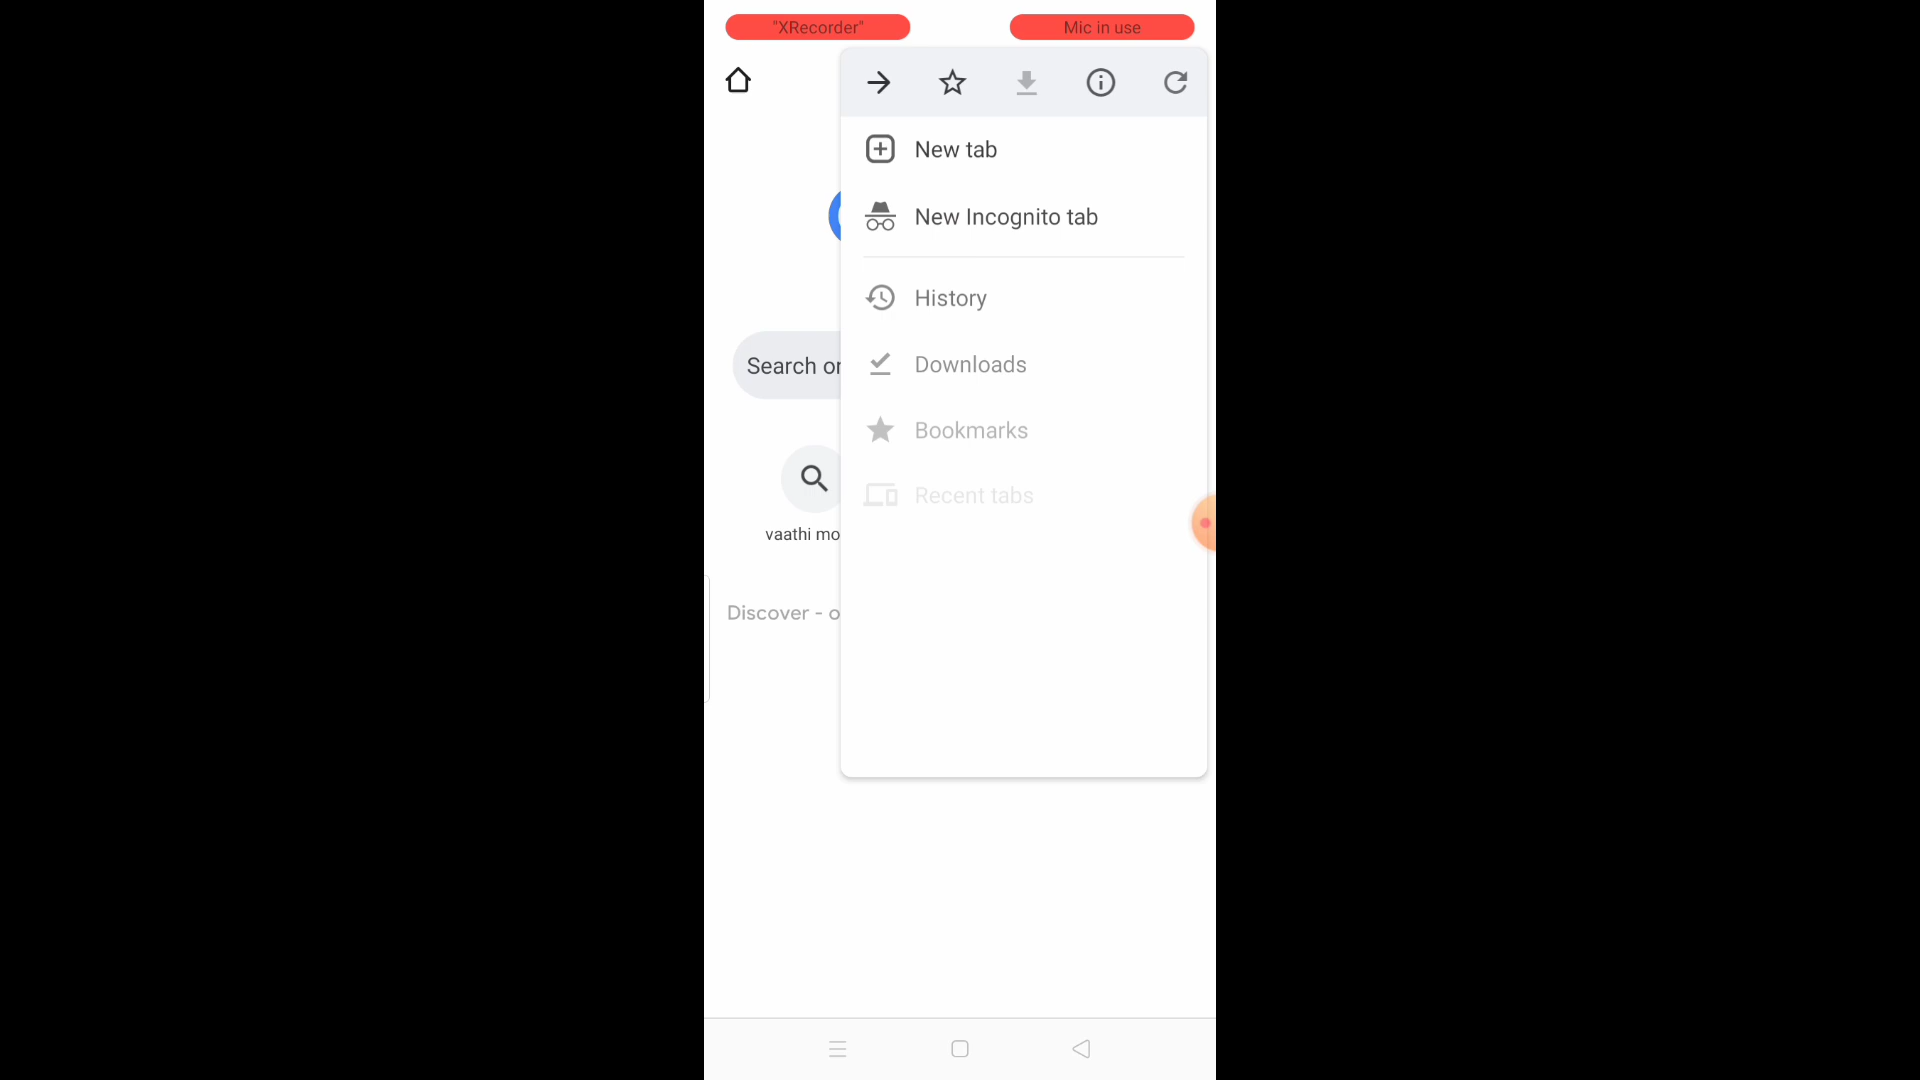 "XRecorder"
Mic in use
New tab
New Incognito tab
History
Search or
Downloads
Bookmarks
Recent tabs
vaathi mo
Discover - o